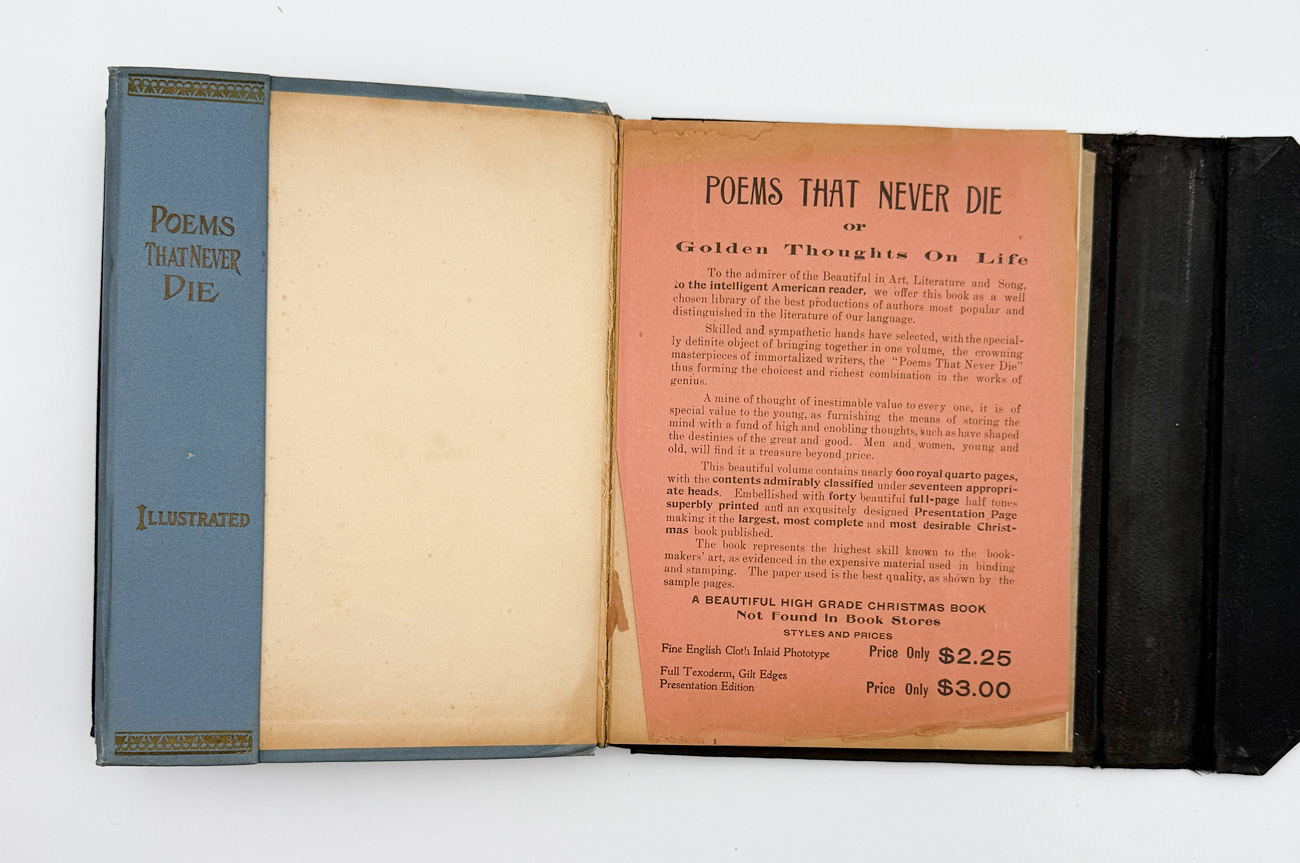 POEMS
THAT NEVER
DIE
ILLUSTRATED
POEMS THAT NEVER DIE
or
Golden Thoughts On Life
To the admirer of the Beautiful in Art, Literature and Song,
to the intelligent American reader, we offer this book as a well
chosen library of the best productions of authors most popular and
distinguished in the literature of our language.
Skilled and sympathetic hands have selected, with the special-
ly definite object of bringing together in one volume, the crowning
masterpieces of immortalized writers, the "Poems That Never Die"
thus forming the choicest and richest combination in the works of
genius.
A mine of thought of inestimable value to every one, it is of
special value to the young, as furnishing the means of storing the
mind with a fund of high and enobling thoughts, such as have shaped
the destinies of the great and good. Men and women, young and
old, will find it a treasure beyond price.
This beautiful volume contains nearly 600 royal quarto pages,
with the contents admirably classified under seventeen appropri-
ate heads. Embellished with forty beautiful full-page half tones
superbly printed and an exqusitely designed Presentation Page
making it the largest, most complete and most desirable Christ-
mas book published.
The book represents the highest skill known to the book-
makers' art, as evidenced in the expensive material used in binding
and stamping. The paper used is the best quality, as shown by the
sample pages.
A BEAUTIFUL HIGH GRADE CHRISTMAS BOOK
Not Found In Book Stores
STYLES AND PRICES
Fine English Cloth Inlaid Phototype Price Only $2.25
Full Texoderm, Gilt Edges
Presentation Edition Price Only $3.00